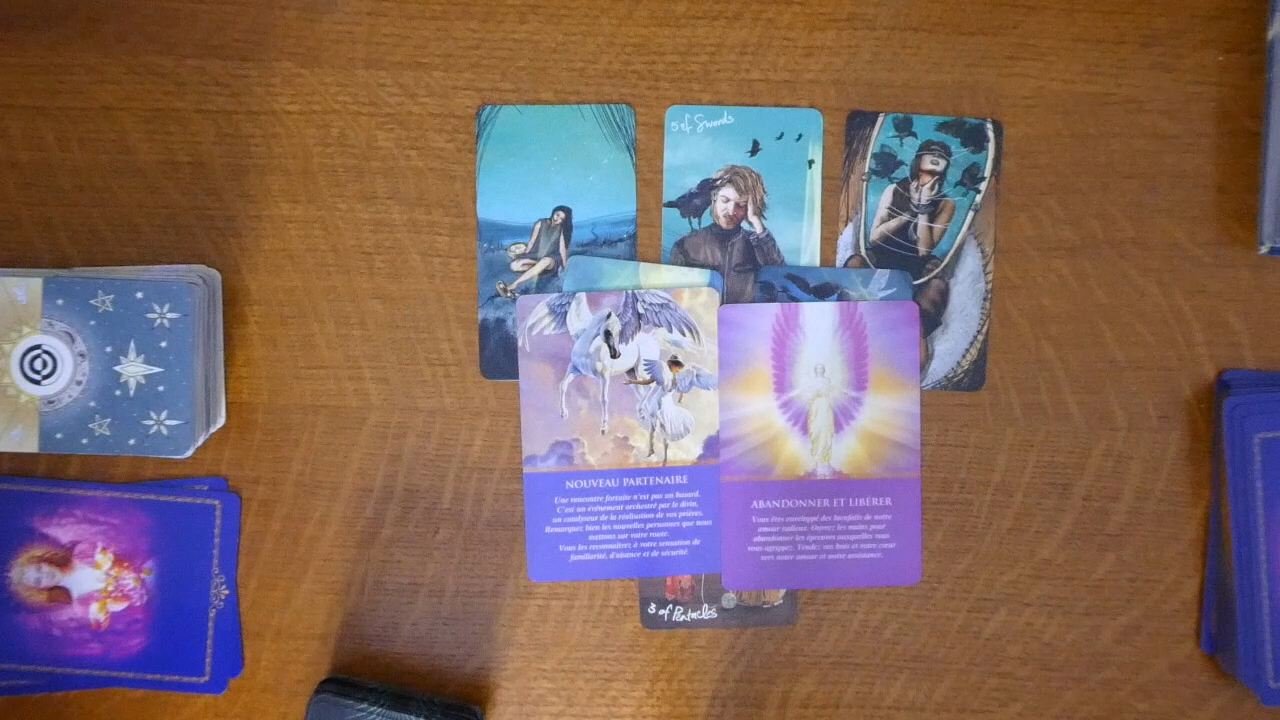 5 of Swords
NOUVEAU PARTENAIRE
Une rencontre fortuite n'est pas un hasard.
C'est un événement orchestré par le divin,
un catalyseur de la réalisation de vos prières.
Remarquez bien les nouvelles personnes que nous
mettons sur votre route.
Vous les reconnaîtrez à votre sensation de
familiarité, d'aisance et de sécurité.
ABANDONNER ET LIBÉRER
Vous êtes enveloppé des bienfaits de notre
amour radieux. Ouvrez les mains pour
abandonner les épreuves auxquelles vous
vous agrippez. Tendez vos bras et votre cœur
vers notre amour et notre assistance.
3 of Pentacles